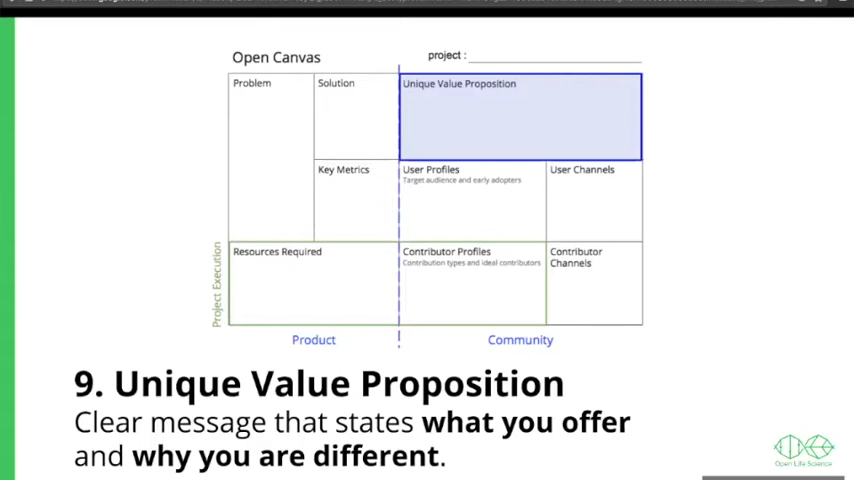 Open Canvas
project :
Problem
Solution
Unique Value Proposition
Key Metrics
User Profiles
Target audience and early adopters
User Channels
Project Execution
Resources Required
Contributor Profiles
Contribution types and ideal contributors
Contributor
Channels
Product
Community
9. Unique Value Proposition
Clear message that states what you offer
and why you are different.
Open Life Science